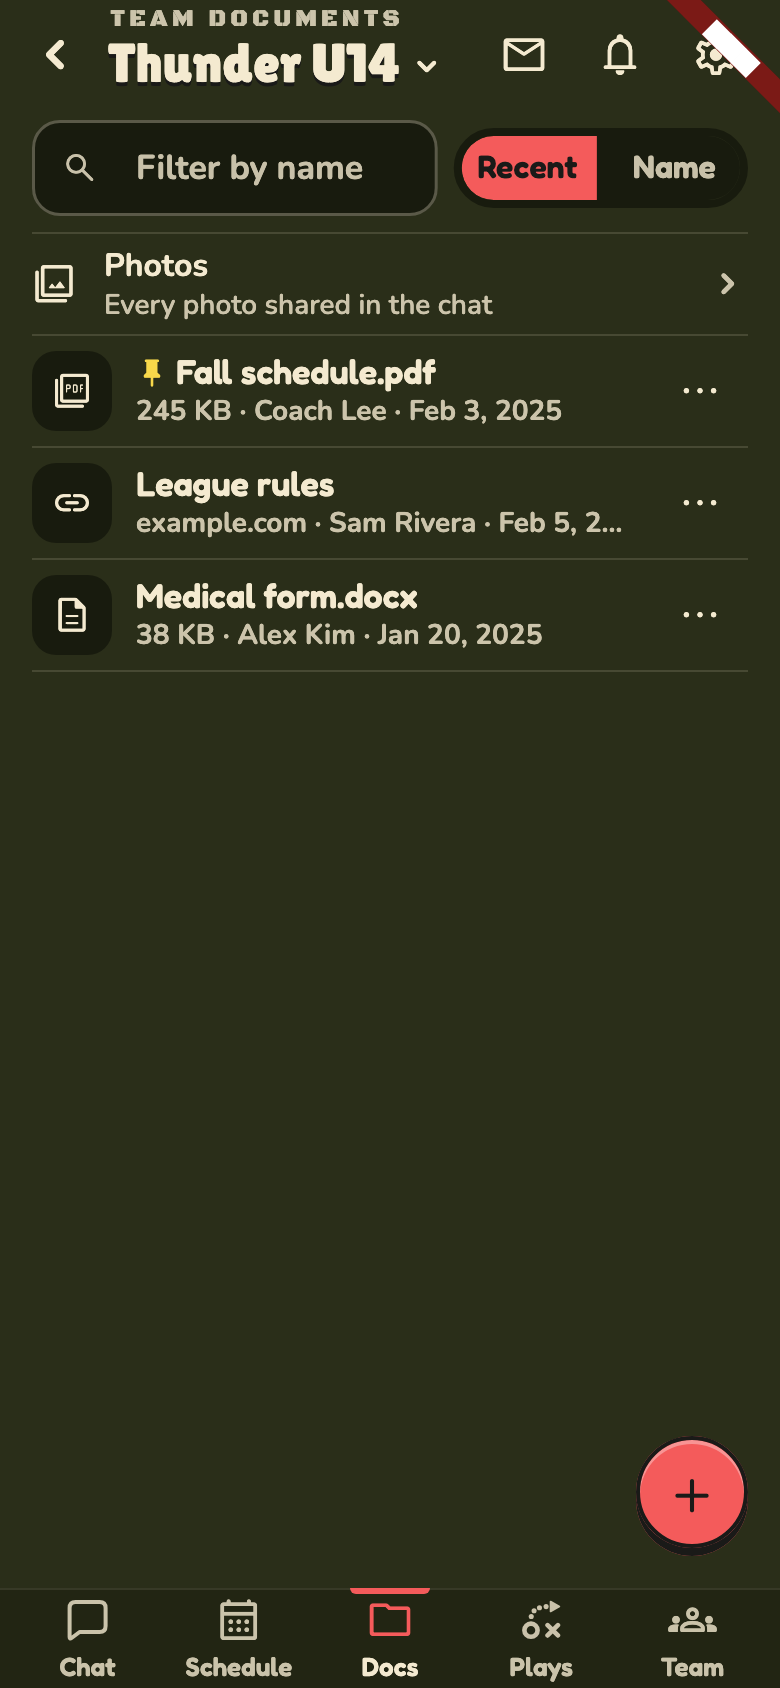 TEAM DOCUMENTS
Thunder U14
Filter by name
Recent
Name
Photos
Every photo shared in the chat
PDF
Fall schedule.pdf
245 KB · Coach Lee · Feb 3, 2025
League rules
example.com · Sam Rivera · Feb 5, 2...
Medical form.docx
38 KB · Alex Kim · Jan 20, 2025
Chat
Schedule
Docs
Plays
Team